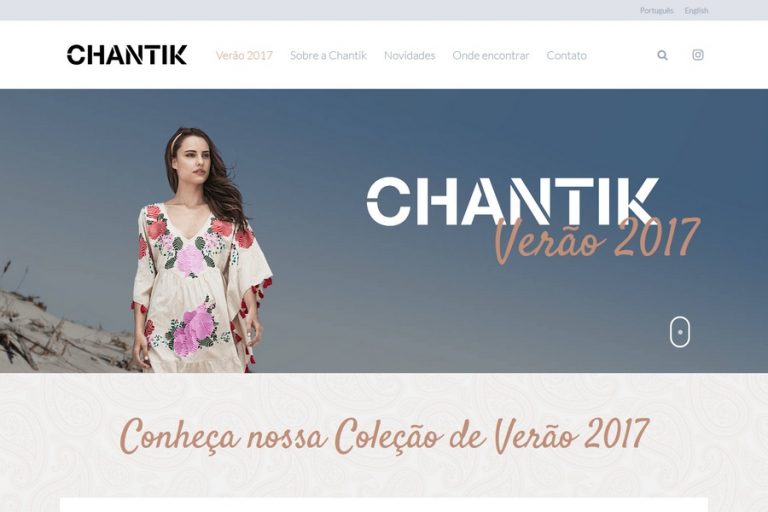 Português English
CHANTIK Verão 2017 Sobre a Chantik Novidades Onde encontrar Contato
CHANTIK
Verão 2017
Conheça nossa Coleção de Verão 2017